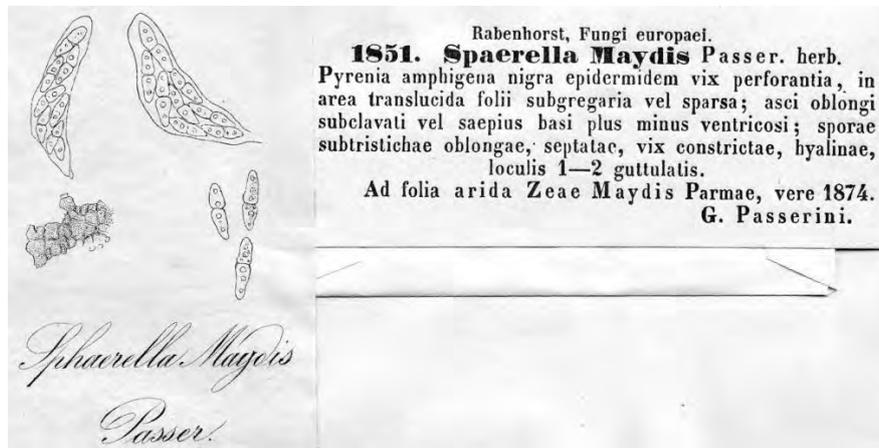 Rabenhorst, Fungi europaei.
1851. Spaerella Maydis Passer. herb.
Pyrenia amphigena nigra epidermidem vix perforantia, in
area translucida folii subgregaria vel sparsa; asci oblongi
subclavati vel saepius basi plus minus ventricosi; sporae
subtristichae oblongae, septatae, vix constrictae, hyalinae,
loculis 1—2 guttulatis.
Ad folia arida Zeae Maydis Parmae, vere 1874.
G. Passerini.
Sphaerella Maydis
Passer.